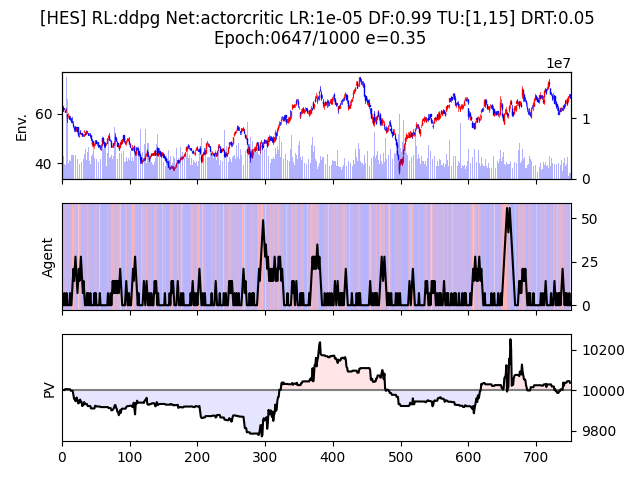 [HES] RL:ddpg Net:actorcritic LR:1e-05 DF:0.99 TU:[1,15] DRT:0.05
Epoch:0647/1000 e=0.35
1e7
Env.
60
40
1
0
Agent
50
25
0
PV
10200
10000
9800
0 100 200 300 400 500 600 700